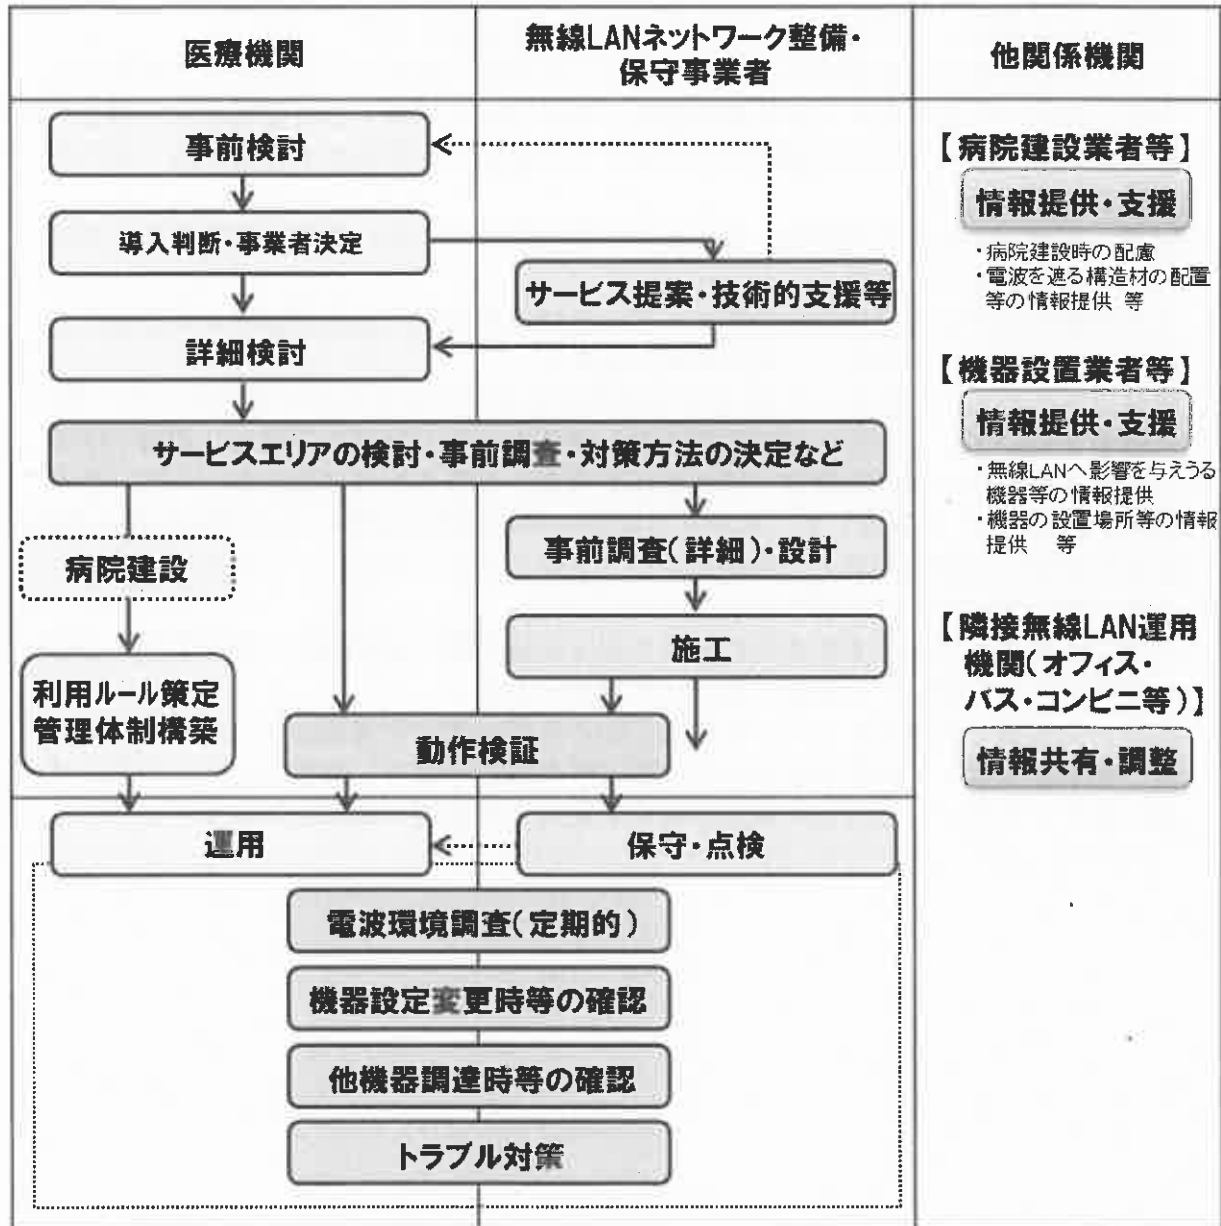 医療機関
無線LANネットワーク整備・
保守事業者
他関係機関
事前検討
導入判断・事業者決定
サービス提案・技術的支援等
詳細検討
サービスエリアの検討・事前調査・対策方法の決定など
病院建設
事前調査(詳細)・設計
施工
利用ルール策定
管理体制構築
動作検証
運用
保守・点検
電波環境調査(定期的)
機器設定変更時等の確認
他機器調達時等の確認
トラブル対策
【病院建設業者等】
情報提供・支援
・病院建設時の配慮
・電波を遮る構造材の配置
等の情報提供 等
【機器設置業者等】
情報提供・支援
・無線LANへ影響を与えうる
機器等の情報提供
・機器の設置場所等の情報
提供 等
【隣接無線LAN運用
機関(オフィス・
バス・コンビニ等)】
情報共有・調整